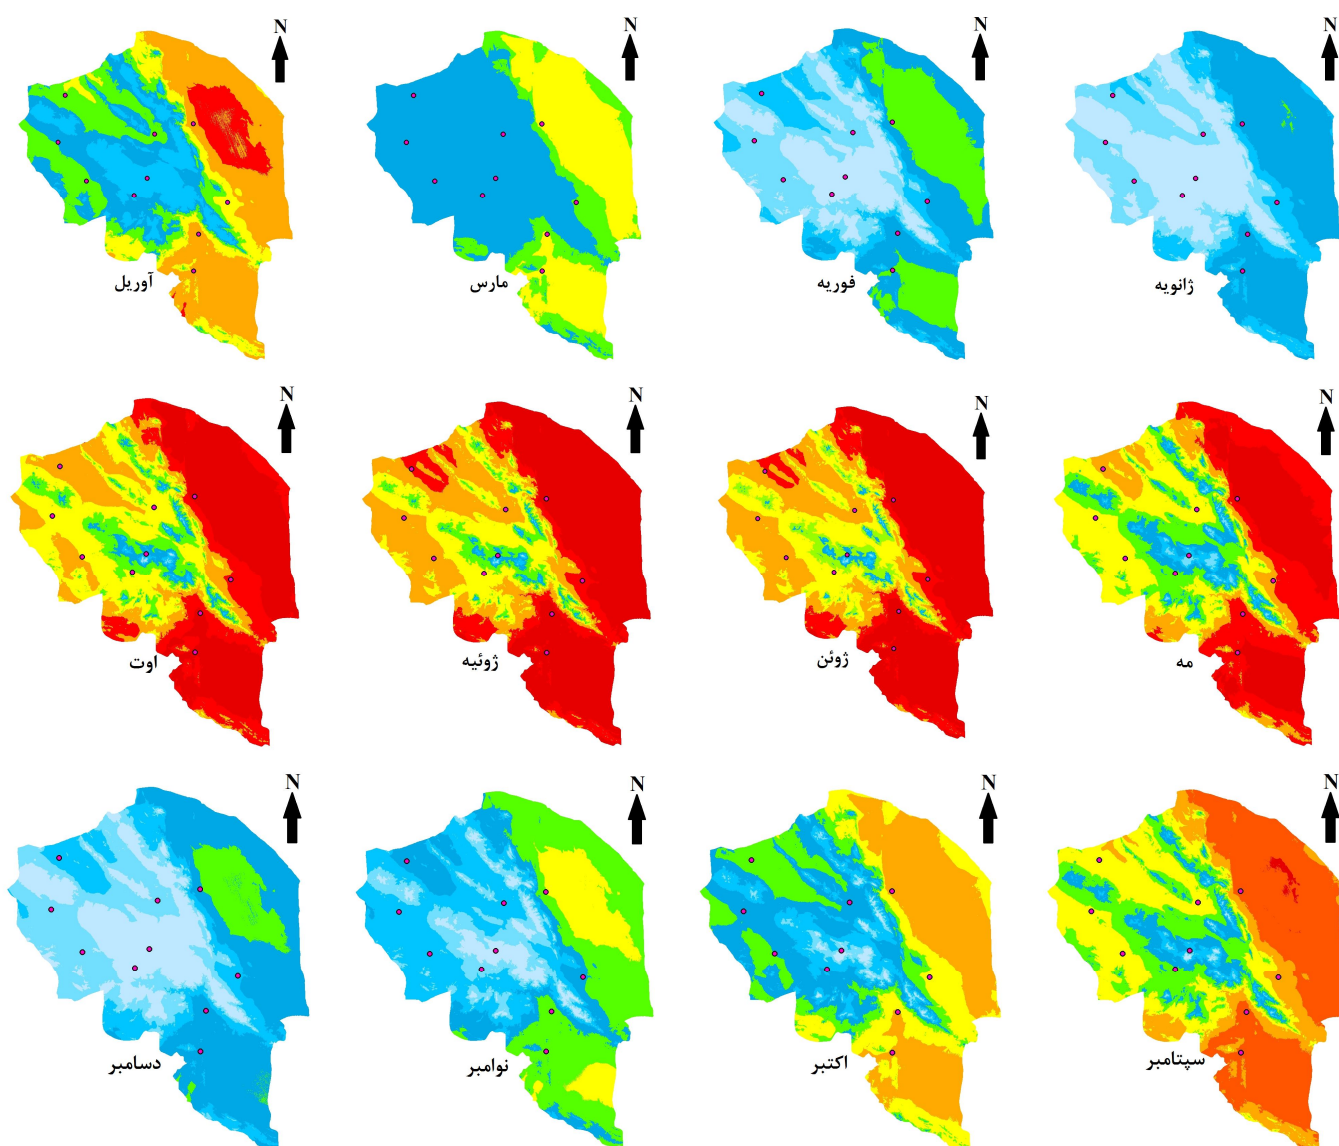 N N N N
ژانویه فوریه مارس آوریل
N N N N
مه ژوئن ژوئیه اوت
N N N N
سپتامبر اکتبر نوامبر دسامبر